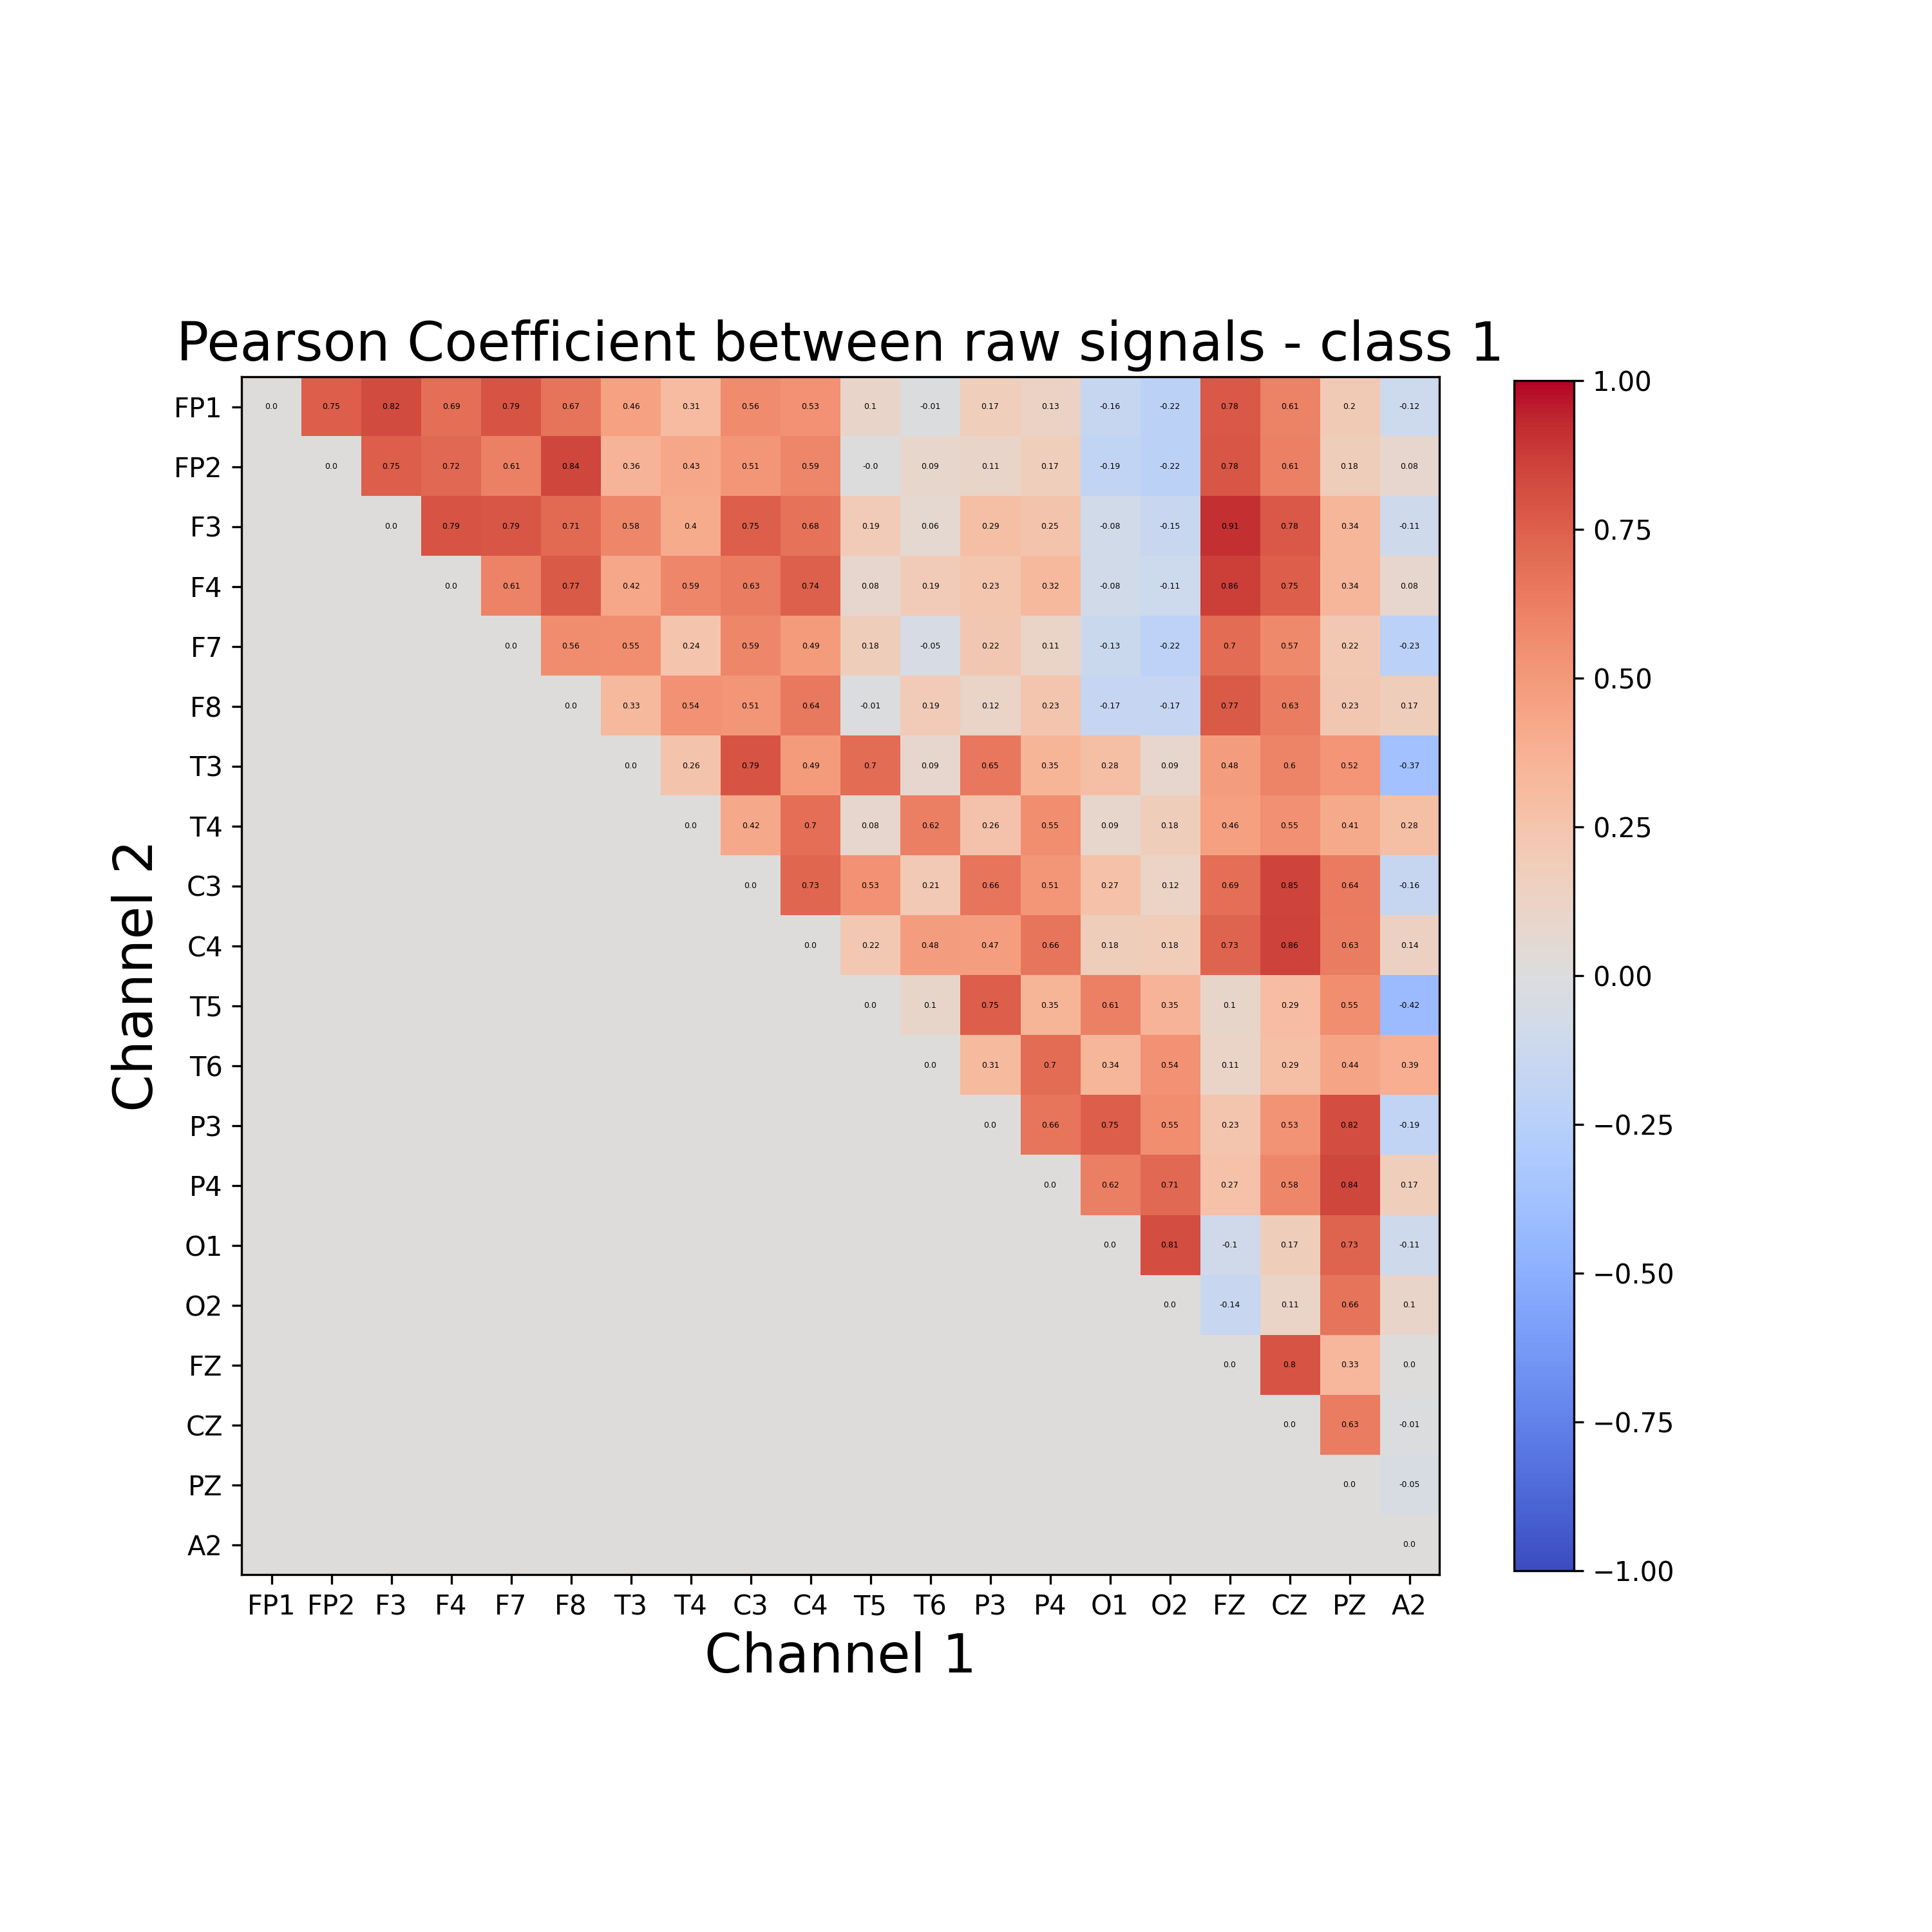 Pearson Coefficient between raw signals - class 1
FP1 0.0 0.75 0.82 0.69 0.79 0.67 0.46 0.31 0.56 0.53 0.1 -0.01 0.17 0.13 -0.16 -0.22 0.78 0.61 0.2 -0.12
FP2 0.0 0.75 0.72 0.61 0.84 0.36 0.43 0.51 0.59 -0.0 0.09 0.11 0.17 -0.19 -0.22 0.78 0.61 0.18 0.08
F3 0.0 0.79 0.79 0.71 0.58 0.4 0.75 0.68 0.19 0.06 0.29 0.25 -0.08 -0.15 0.91 0.78 0.34 -0.11
F4 0.0 0.61 0.77 0.42 0.59 0.63 0.74 0.08 0.19 0.23 0.32 -0.08 -0.11 0.86 0.75 0.34 0.08
F7 0.0 0.56 0.55 0.24 0.59 0.49 0.18 -0.05 0.22 0.11 -0.13 -0.22 0.7 0.57 0.22 -0.23
F8 0.0 0.33 0.54 0.51 0.64 -0.01 0.19 0.12 0.23 -0.17 -0.17 0.77 0.63 0.23 0.17
T3 0.0 0.26 0.79 0.49 0.7 0.09 0.65 0.35 0.28 0.09 0.48 0.6 0.52 -0.37
T4 0.0 0.42 0.7 0.08 0.62 0.26 0.55 0.09 0.18 0.46 0.55 0.41 0.28
C3 0.0 0.73 0.53 0.21 0.66 0.51 0.27 0.12 0.69 0.85 0.64 -0.16
C4 0.0 0.22 0.48 0.47 0.66 0.18 0.18 0.73 0.86 0.63 0.14
T5 0.0 0.1 0.75 0.35 0.61 0.35 0.1 0.29 0.55 -0.42
T6 0.0 0.31 0.7 0.34 0.54 0.11 0.29 0.44 0.39
P3 0.0 0.66 0.75 0.55 0.23 0.53 0.82 -0.19
P4 0.0 0.62 0.71 0.27 0.58 0.84 0.17
O1 0.0 0.81 -0.1 0.17 0.73 -0.11
O2 0.0 -0.14 0.11 0.66 0.1
FZ 0.0 0.8 0.33 0.0
CZ 0.0 0.63 -0.01
PZ 0.0 -0.05
A2 0.0
FP1 FP2 F3 F4 F7 F8 T3 T4 C3 C4 T5 T6 P3 P4 O1 O2 FZ CZ PZ A2
Channel 1
Channel 2
1.00
0.75
0.50
0.25
0.00
−0.25
−0.50
−0.75
−1.00